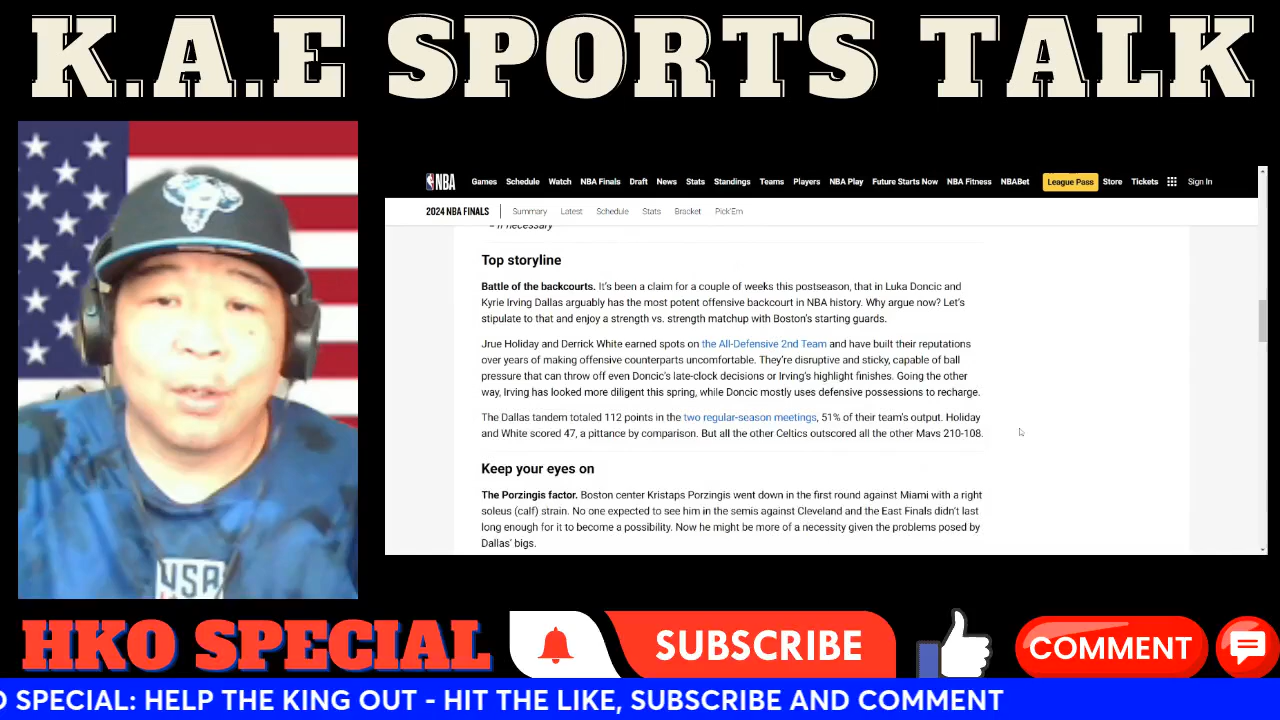 K.A.E SPORTS TALK
NBA Games Schedule Watch NBA Finals Draft News Stats Standings Teams Players NBA Play Future Starts Now NBA Fitness NBABet League Pass Store Tickets Sign In
2024 NBA FINALS Summary Latest Schedule Stats Bracket Pick'Em
– If necessary
Top storyline
Battle of the backcourts. It's been a claim for a couple of weeks this postseason, that in Luka Doncic and
Kyrie Irving Dallas arguably has the most potent offensive backcourt in NBA history. Why argue now? Let's
stipulate to that and enjoy a strength vs. strength matchup with Boston's starting guards.
Jrue Holiday and Derrick White earned spots on the All-Defensive 2nd Team and have built their reputations
over years of making offensive counterparts uncomfortable. They're disruptive and sticky, capable of ball
pressure that can throw off even Doncic's late-clock decisions or Irving's highlight finishes. Going the other
way, Irving has looked more diligent this spring, while Doncic mostly uses defensive possessions to recharge.
The Dallas tandem totaled 112 points in the two regular-season meetings, 51% of their team's output. Holiday
and White scored 47, a pittance by comparison. But all the other Celtics outscored all the other Mavs 210-108.
Keep your eyes on
The Porzingis factor. Boston center Kristaps Porzingis went down in the first round against Miami with a right
soleus (calf) strain. No one expected to see him in the semis against Cleveland and the East Finals didn't last
long enough for it to become a possibility. Now he might be more of a necessity given the problems posed by
Dallas' bigs.
USA
HKO SPECIAL SUBSCRIBE COMMENT
SPECIAL: HELP THE KING OUT - HIT THE LIKE, SUBSCRIBE AND COMMENT